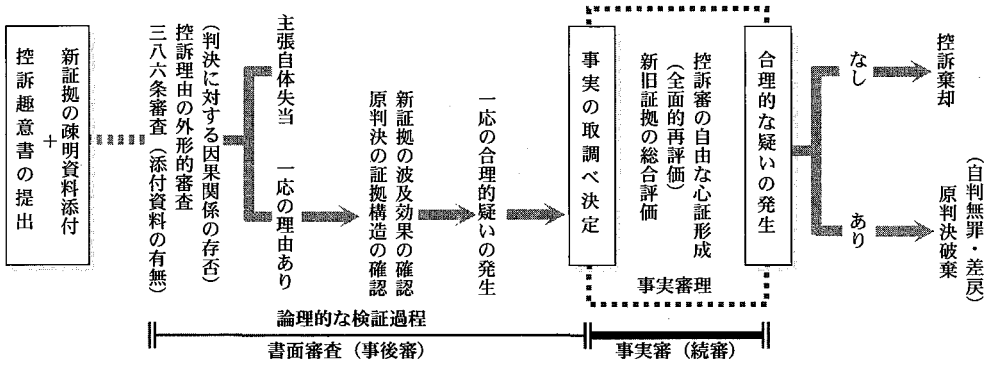 新証拠の疎明資料添付
+
控訴趣意書の提出
(判決に対する因果関係の存否)
控訴理由の外形的審査
三八六条審査(添付資料の有無)
主張自体失当
一応の理由あり
新証拠の波及効果の確認
原判決の証拠構造の確認
一応の合理的疑いの発生
事実の取調べ決定
控訴審の自由な心証形成
(全面的再評価)
新旧証拠の総合評価
事実審理
合理的な疑いの発生
なし
控訴棄却
あり
(自判無罪・差戻)
原判決破棄
論理的な検証過程
書面審査(事後審)
事実審(続審)